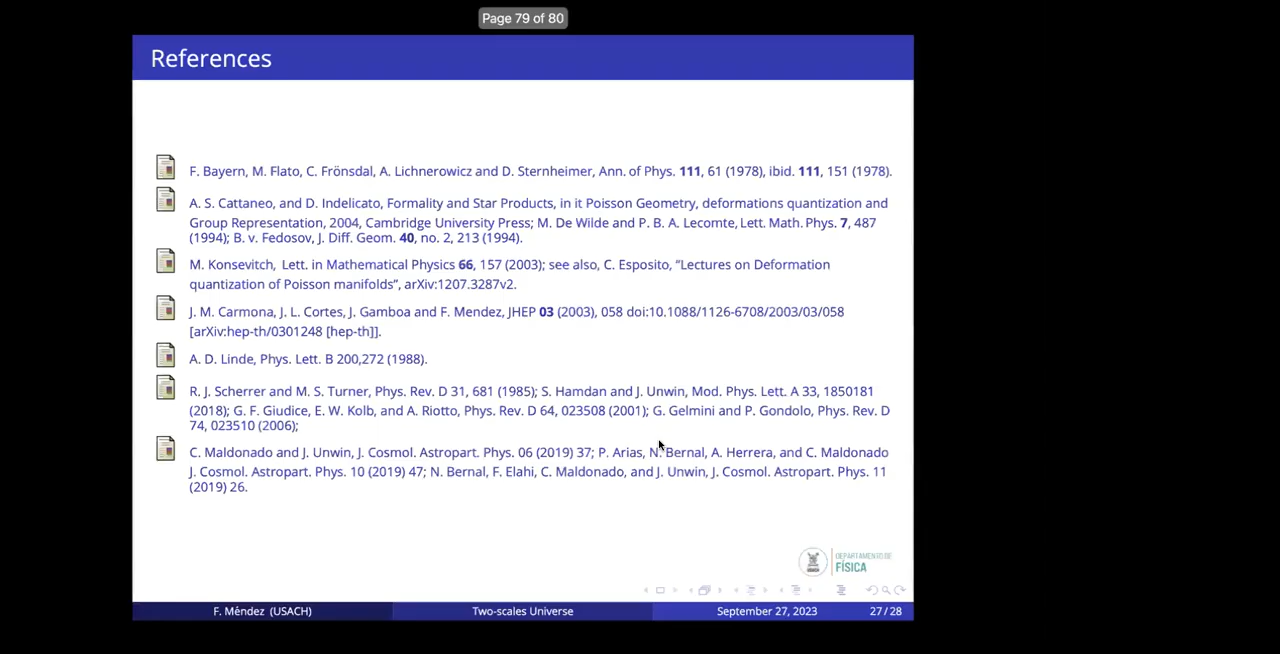 Page 79 of 80
References
F. Bayern, M. Flato, C. Frönsdal, A. Lichnerowicz and D. Sternheimer, Ann. of Phys. 111, 61 (1978), ibid. 111, 151 (1978).
A. S. Cattaneo, and D. Indelicato, Formality and Star Products, in it Poisson Geometry, deformations quantization and
Group Representation, 2004, Cambridge University Press; M. De Wilde and P. B. A. Lecomte, Lett. Math. Phys. 7, 487
(1994); B. v. Fedosov, J. Diff. Geom. 40, no. 2, 213 (1994).
M. Konsevitch, Lett. in Mathematical Physics 66, 157 (2003); see also, C. Esposito, “Lectures on Deformation
quantization of Poisson manifolds”, arXiv:1207.3287v2.
J. M. Carmona, J. L. Cortes, J. Gamboa and F. Mendez, JHEP 03 (2003), 058 doi:10.1088/1126-6708/2003/03/058
[arXiv:hep-th/0301248 [hep-th]].
A. D. Linde, Phys. Lett. B 200,272 (1988).
R. J. Scherrer and M. S. Turner, Phys. Rev. D 31, 681 (1985); S. Hamdan and J. Unwin, Mod. Phys. Lett. A 33, 1850181
(2018); G. F. Giudice, E. W. Kolb, and A. Riotto, Phys. Rev. D 64, 023508 (2001); G. Gelmini and P. Gondolo, Phys. Rev. D
74, 023510 (2006);
C. Maldonado and J. Unwin, J. Cosmol. Astropart. Phys. 06 (2019) 37; P. Arias, N. Bernal, A. Herrera, and C. Maldonado
J. Cosmol. Astropart. Phys. 10 (2019) 47; N. Bernal, F. Elahi, C. Maldonado, and J. Unwin, J. Cosmol. Astropart. Phys. 11
(2019) 26.
DEPARTAMENTO DE
FÍSICA
F. Méndez (USACH)
Two-scales Universe
September 27, 2023
27 / 28